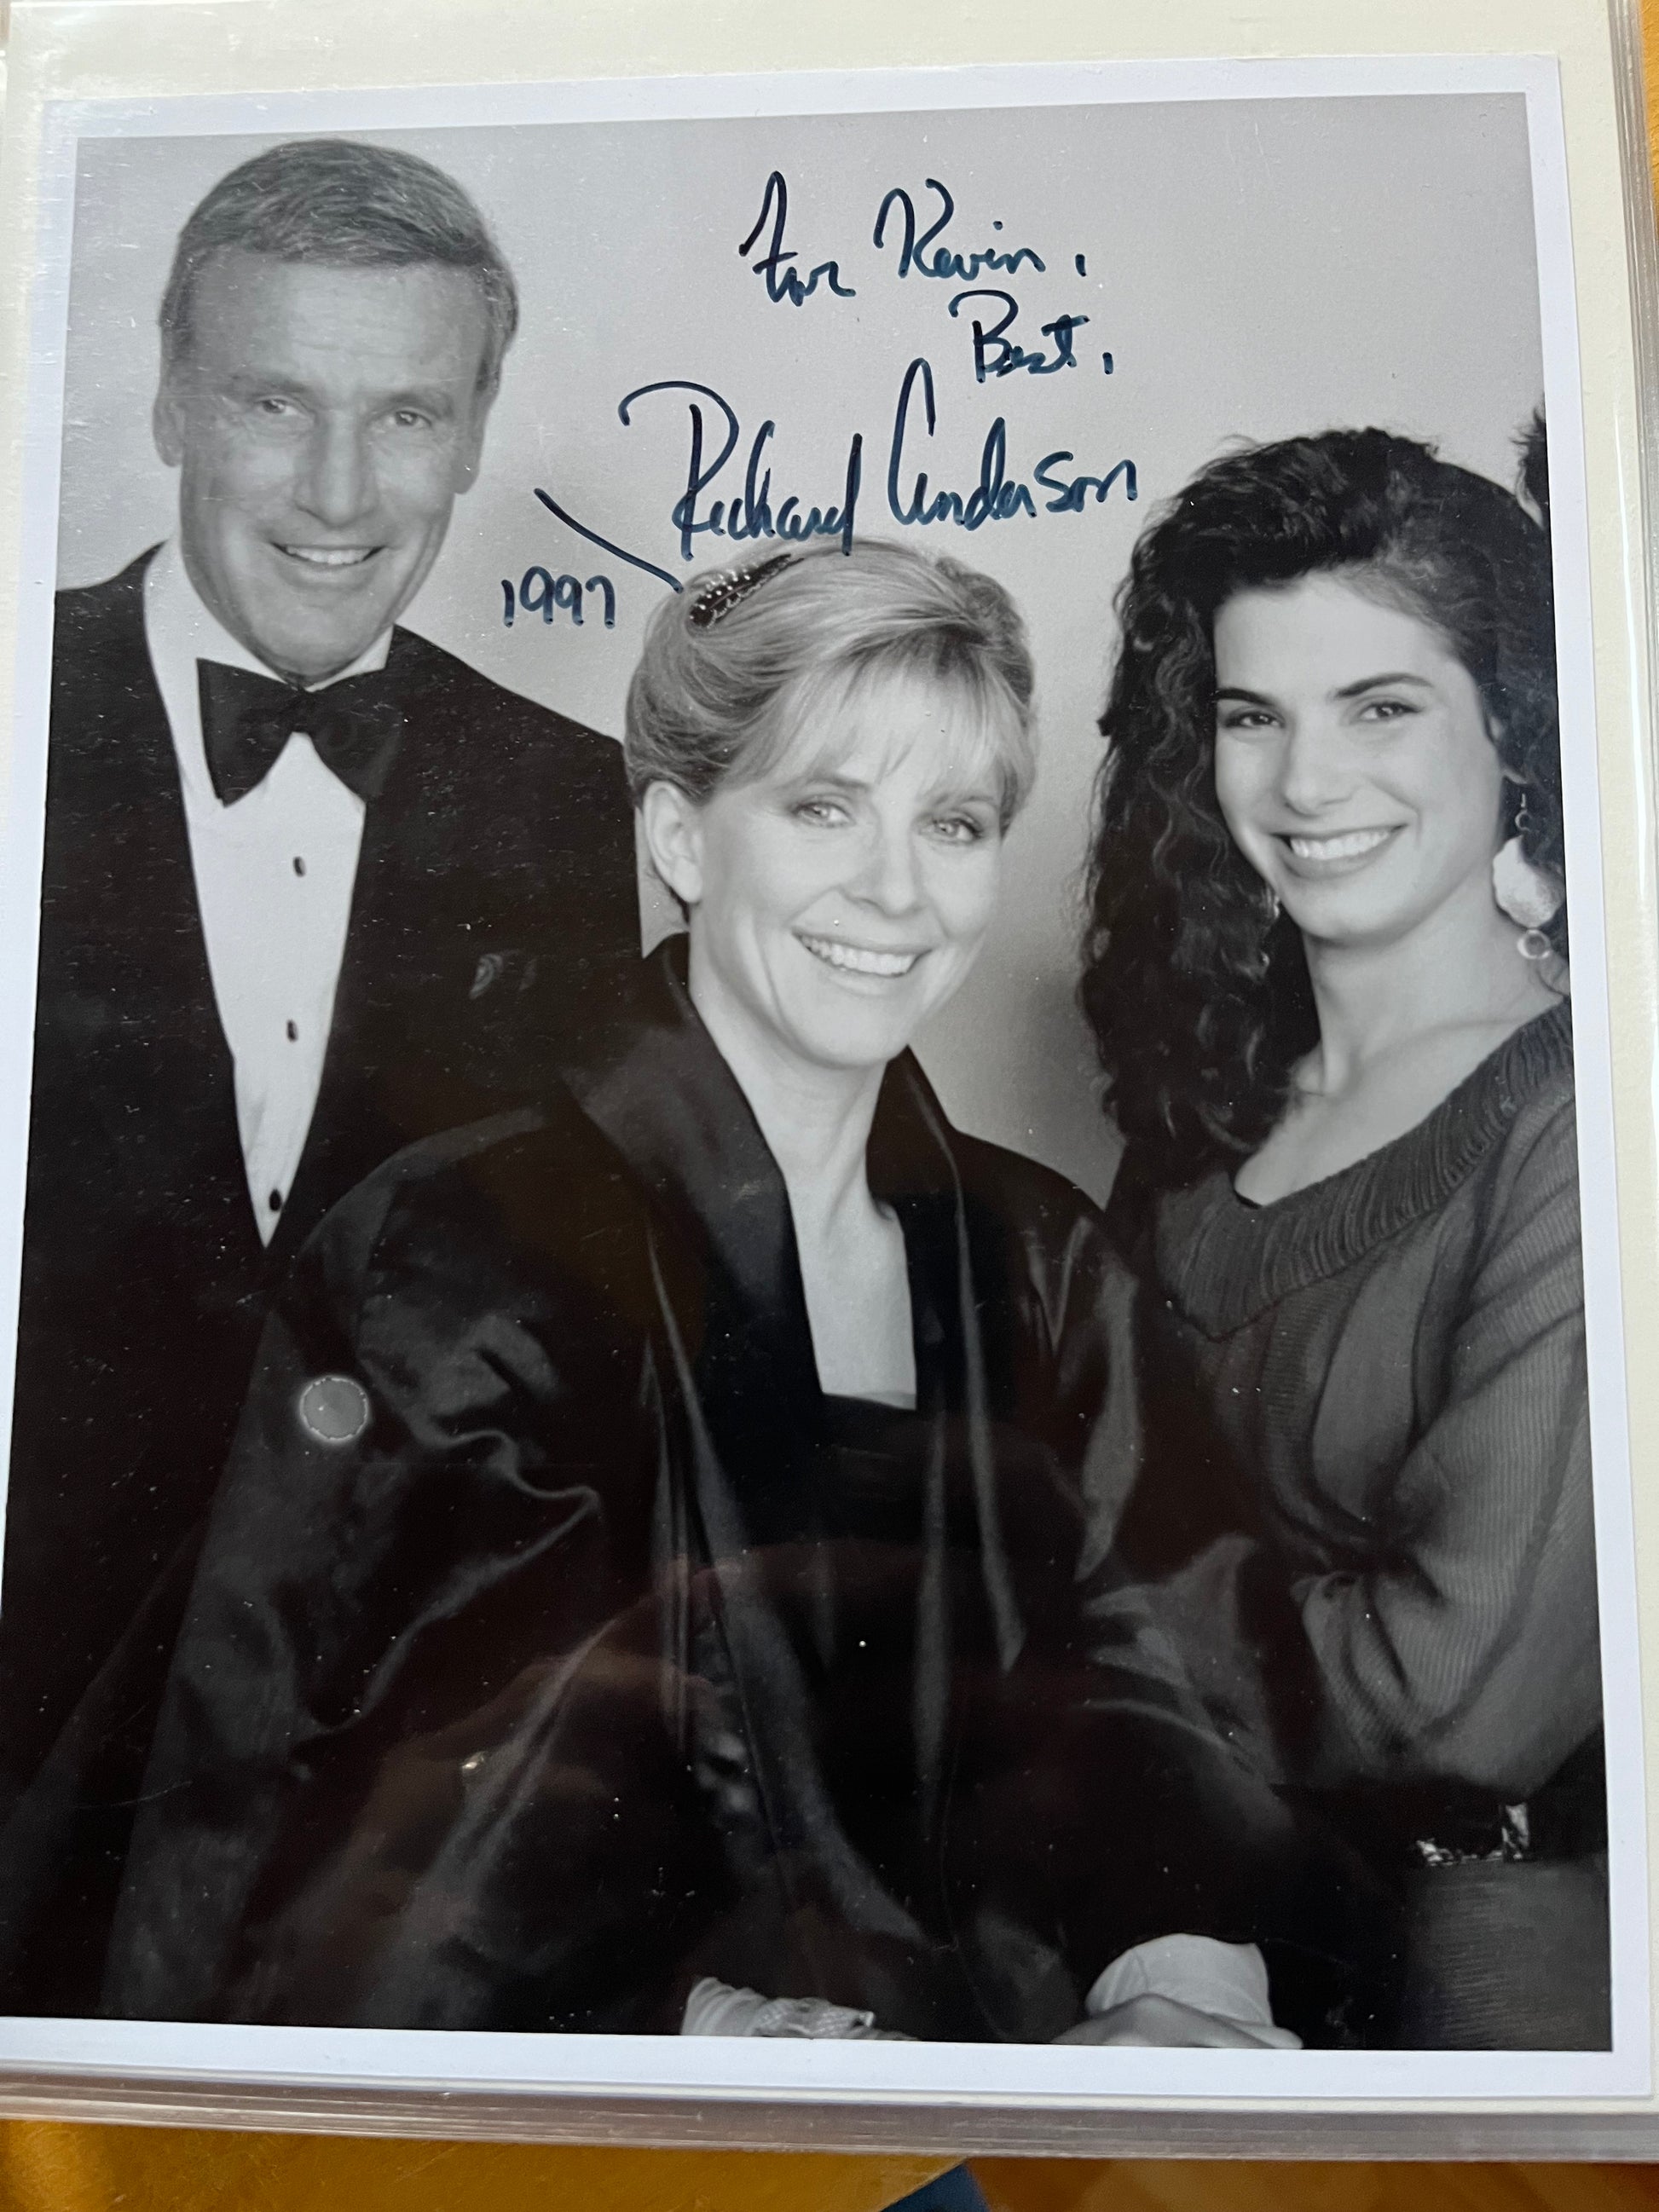 For Kevin,
Best,
Richard Anderson
1997